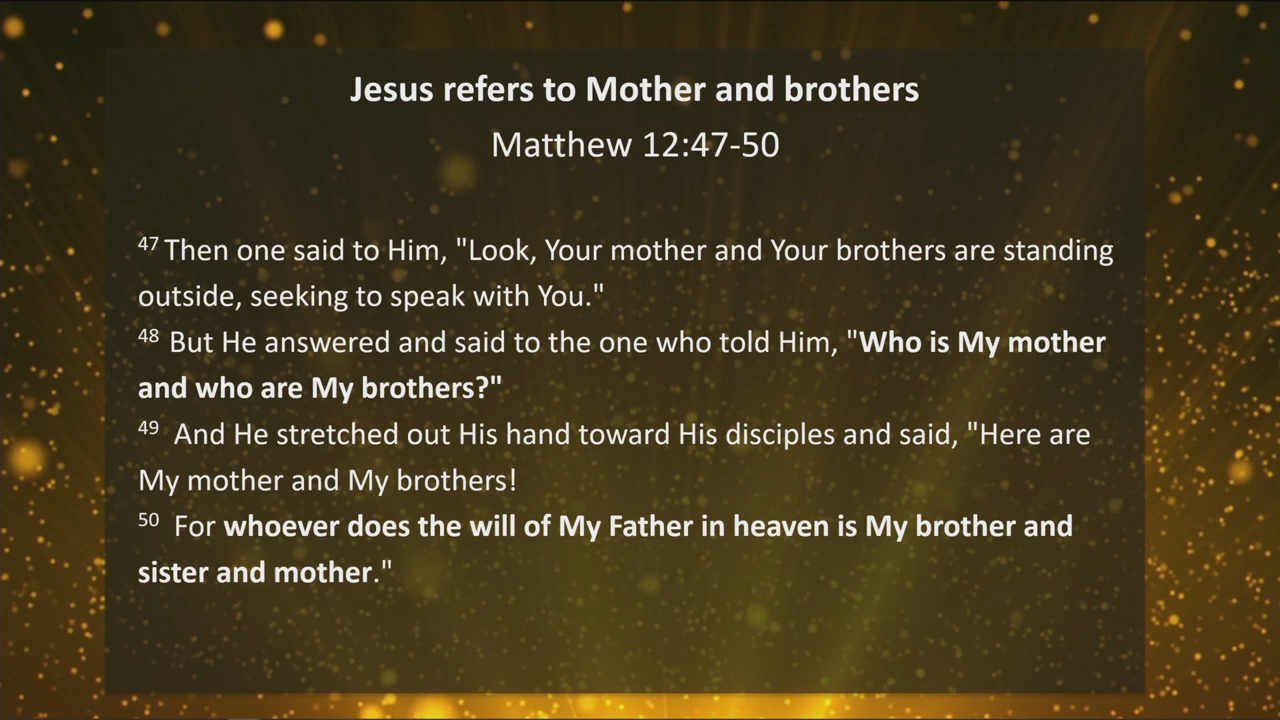 Jesus refers to Mother and brothers
Matthew 12:47-50
47 Then one said to Him, "Look, Your mother and Your brothers are standing
outside, seeking to speak with You."
48 But He answered and said to the one who told Him, "Who is My mother
and who are My brothers?"
49 And He stretched out His hand toward His disciples and said, "Here are
My mother and My brothers!
50 For whoever does the will of My Father in heaven is My brother and
sister and mother."